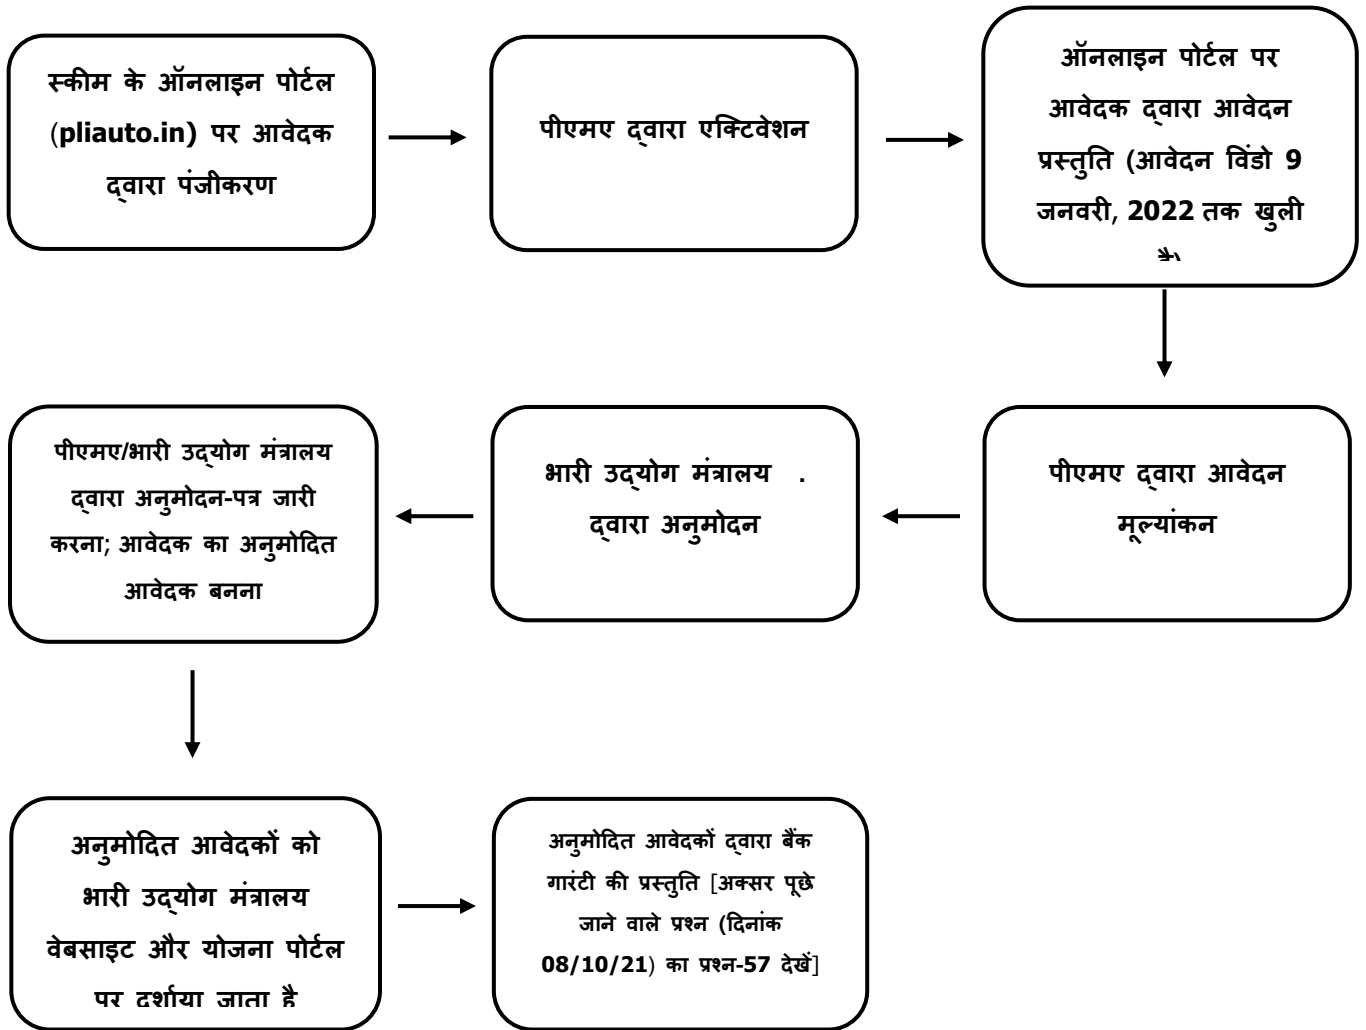 स्कीम के ऑनलाइन पोर्टल
(pliauto.in) पर आवेदक
द्वारा पंजीकरण
पीएमए द्वारा एक्टिवेशन
ऑनलाइन पोर्टल पर
आवेदक द्वारा आवेदन
प्रस्तुति (आवेदन विंडो 9
जनवरी, 2022 तक खुली
पीएमए द्वारा आवेदन
मूल्यांकन
भारी उद्योग मंत्रालय .
द्वारा अनुमोदन
पीएमए/भारी उद्योग मंत्रालय
द्वारा अनुमोदन-पत्र जारी
करना; आवेदक का अनुमोदित
आवेदक बनना
अनुमोदित आवेदकों को
भारी उद्योग मंत्रालय
वेबसाइट और योजना पोर्टल
पर दर्शाया जाता है
अनुमोदित आवेदकों द्वारा बैंक
गारंटी की प्रस्तुति [अक्सर पूछे
जाने वाले प्रश्न (दिनांक
08/10/21) का प्रश्न-57 देखें]